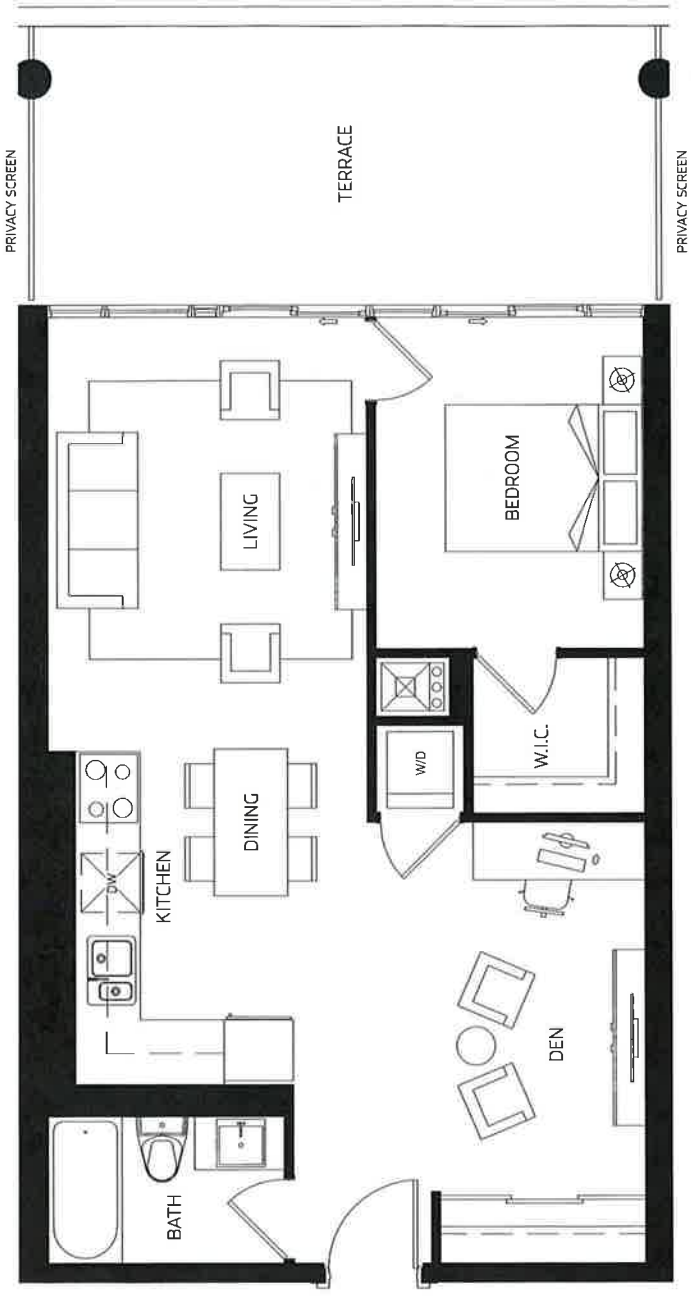 PRIVACY SCREEN
TERRACE
PRIVACY SCREEN
LIVING
BEDROOM
DINING
W/D
W.I.C.
DW
KITCHEN
DEN
BATH